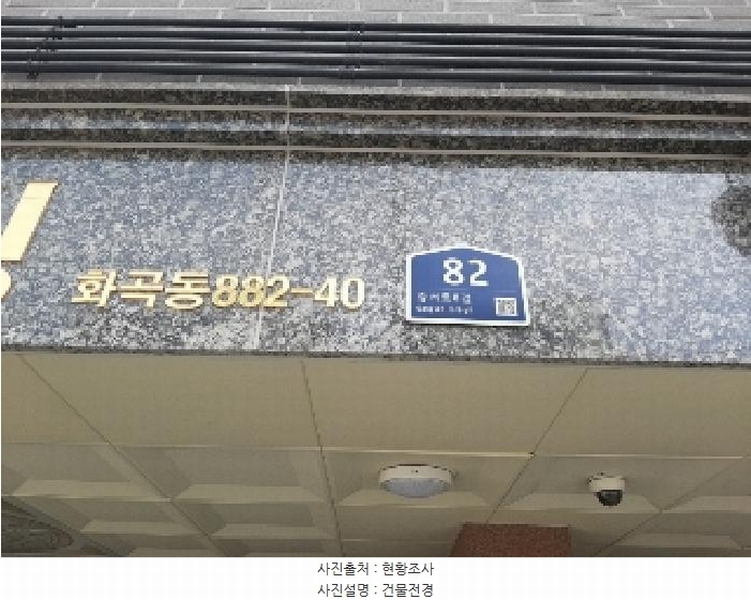 화곡동882-40
82
사진출처 : 현황조사
사진설명 : 건물전경